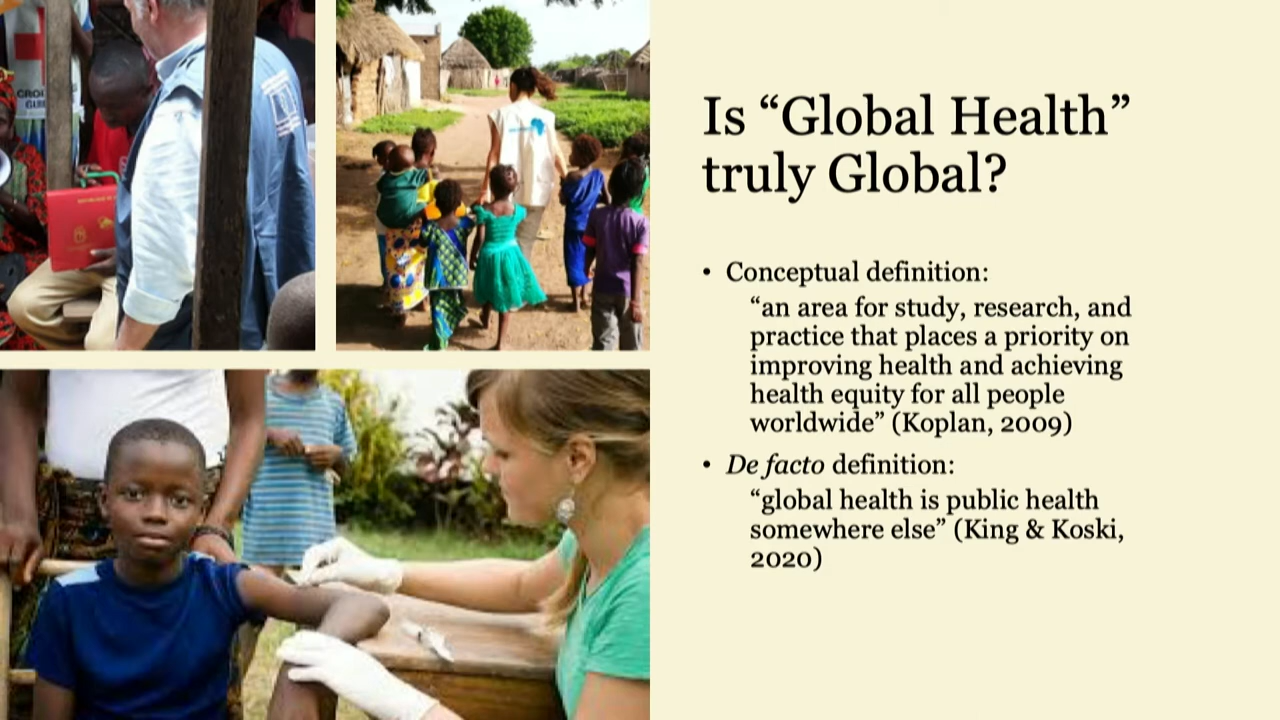 Is “Global Health”
truly Global?
• Conceptual definition:
“an area for study, research, and
practice that places a priority on
improving health and achieving
health equity for all people
worldwide” (Koplan, 2009)
• De facto definition:
“global health is public health
somewhere else” (King & Koski,
2020)